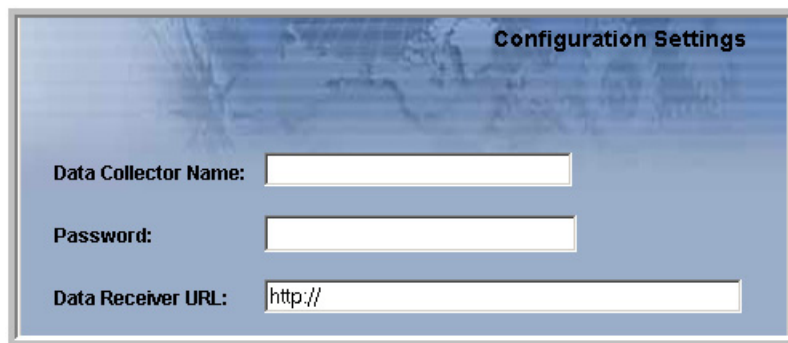 Configuration Settings
Data Collector Name:
Password:
Data Receiver URL: http://